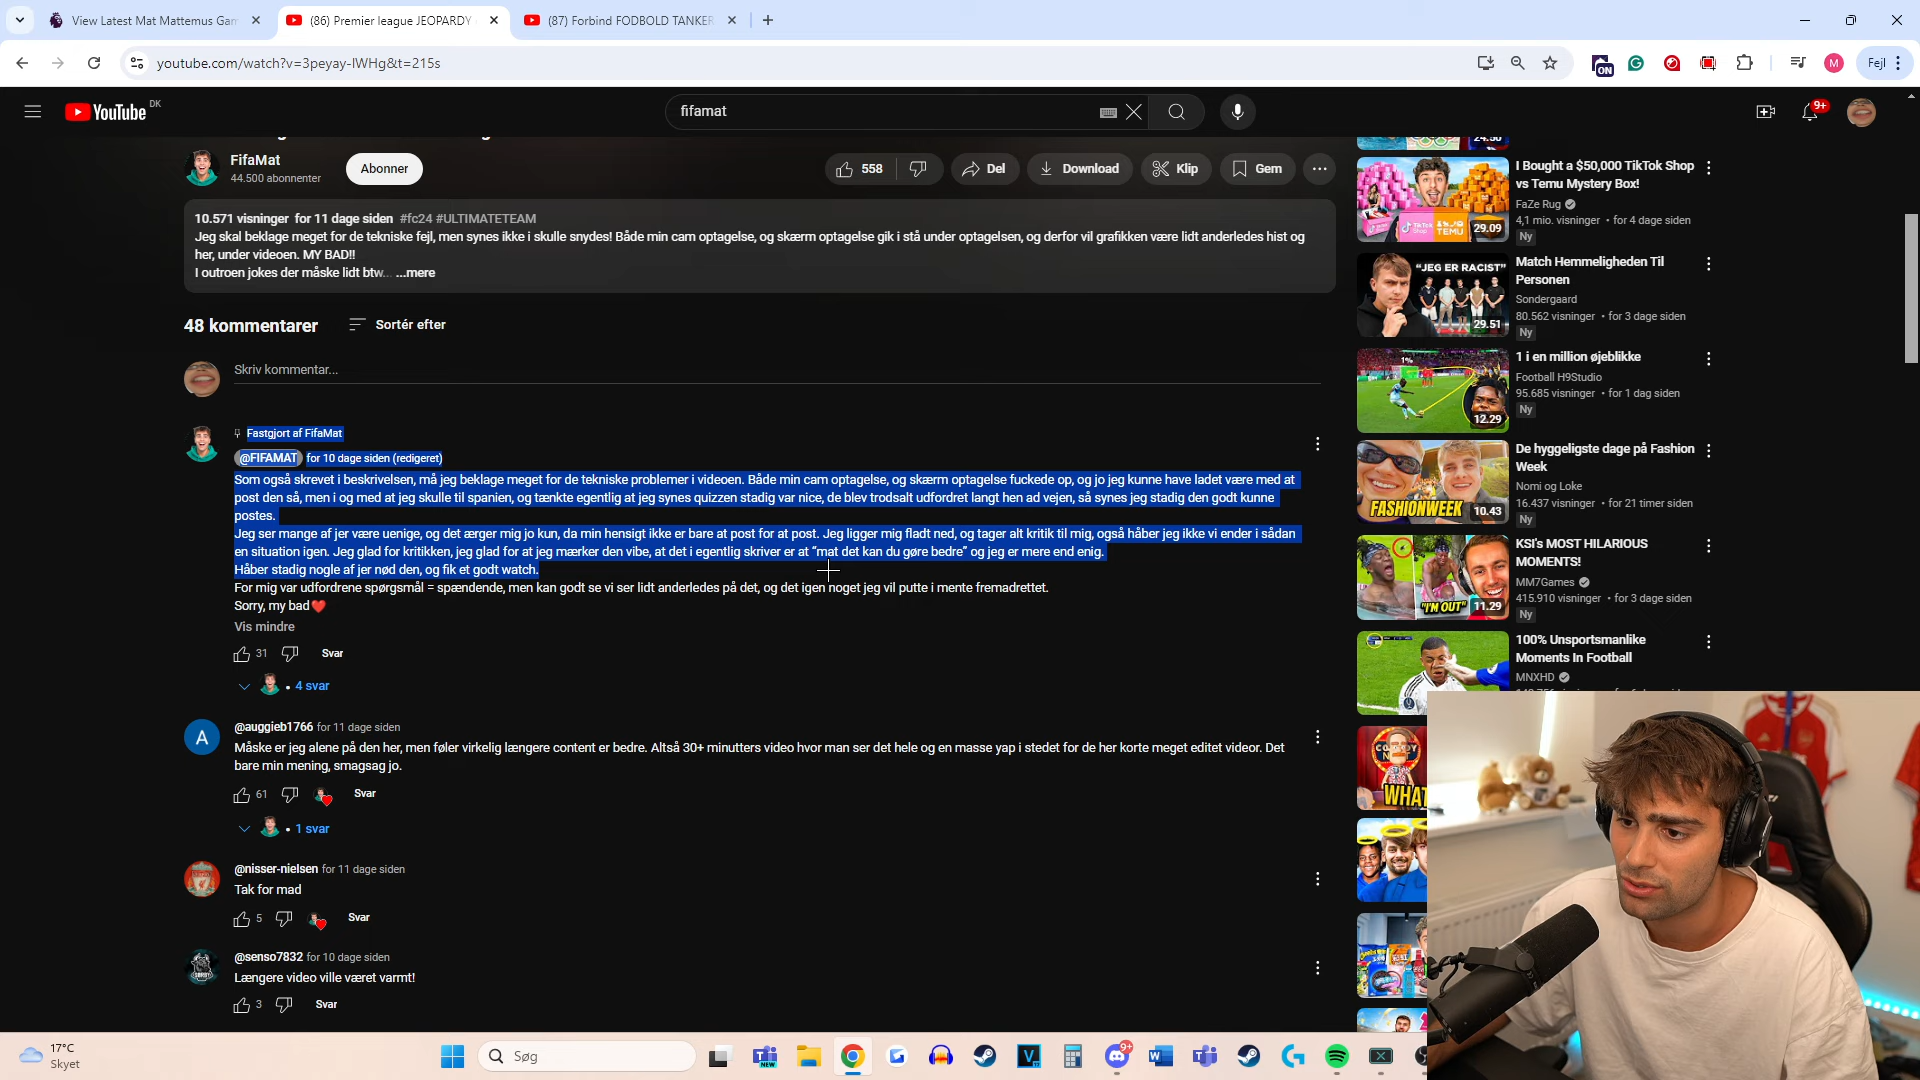 View Latest Mat Mattemus Gam
(86) Premier league JEOPARDY
(87) Forbind FODBOLD TANKER
youtube.com/watch?v=3peyay-lWHg&t=215s
ON
M
Fejl
YouTube DK
fifamat
9+
FifaMat
44.500 abonnenter
Abonner
558
Del
Download
Klip
Gem
10.571 visninger for 11 dage siden #fc24 #ULTIMATETEAM
Jeg skal beklage meget for de tekniske fejl, men synes ikke i skulle snydes! Både min cam optagelse, og skærm optagelse gik i stå under optagelsen, og derfor vil grafikken være lidt anderledes hist og
her, under videoen. MY BAD!!
I outroen jokes der måske lidt btw... ...mere
48 kommentarer
Sortér efter
Skriv kommentar...
Fastgjort af FifaMat
@FIFAMAT for 10 dage siden (redigeret)
Som også skrevet i beskrivelsen, må jeg beklage meget for de tekniske problemer i videoen. Både min cam optagelse, og skærm optagelse fuckede op, og jo jeg kunne have ladet være med at
post den så, men i og med at jeg skulle til spanien, og tænkte egentlig at jeg synes quizzen stadig var nice, de blev trodsalt udfordret langt hen ad vejen, så synes jeg stadig den godt kunne
postes.
Jeg ser mange af jer være uenige, og det ærger mig jo kun, da min hensigt ikke er bare at post for at post. Jeg ligger mig fladt ned, og tager alt kritik til mig, også håber jeg ikke vi ender i sådan
en situation igen. Jeg glad for kritikken, jeg glad for at jeg mærker den vibe, at det i egentlig skriver er at "mat det kan du gøre bedre" og jeg er mere end enig.
Håber stadig nogle af jer nød den, og fik et godt watch.
For mig var udfordrene spørgsmål = spændende, men kan godt se vi ser lidt anderledes på det, og det igen noget jeg vil putte i mente fremadrettet.
Sorry, my bad❤️
Vis mindre
31
Svar
4 svar
A
@auggieb1766 for 11 dage siden
Måske er jeg alene på den her, men føler virkelig længere content er bedre. Altså 30+ minutters video hvor man ser det hele og en masse yap i stedet for de her korte meget editet videor. Det
bare min mening, smagsag jo.
61
Svar
1 svar
@nisser-nielsen for 11 dage siden
Tak for mad
5
Svar
@senso7832 for 10 dage siden
Længere video ville været varmt!
3
Svar
I Bought a $50,000 TikTok Shop
vs Temu Mystery Box!
FaZe Rug
4,1 mio. visninger • for 4 dage siden
Ny
29.09
"JEG ER RACIST"
29.51
Match Hemmeligheden Til
Personen
Sondergaard
80.562 visninger • for 3 dage siden
Ny
1%
12.29
1 i en million øjeblikke
Football H9Studio
95.685 visninger • for 1 dag siden
Ny
FASHIONWEEK
10.43
De hyggeligste dage på Fashion
Week
Nomi og Loke
16.437 visninger • for 21 timer siden
Ny
"I'M OUT"
11.29
KSI's MOST HILARIOUS
MOMENTS!
MM7Games
415.910 visninger • for 3 dage siden
Ny
100% Unsportsmanlike
Moments In Football
MNXHD
WHAT
17°C
Skyet
Søg
NEW
9+